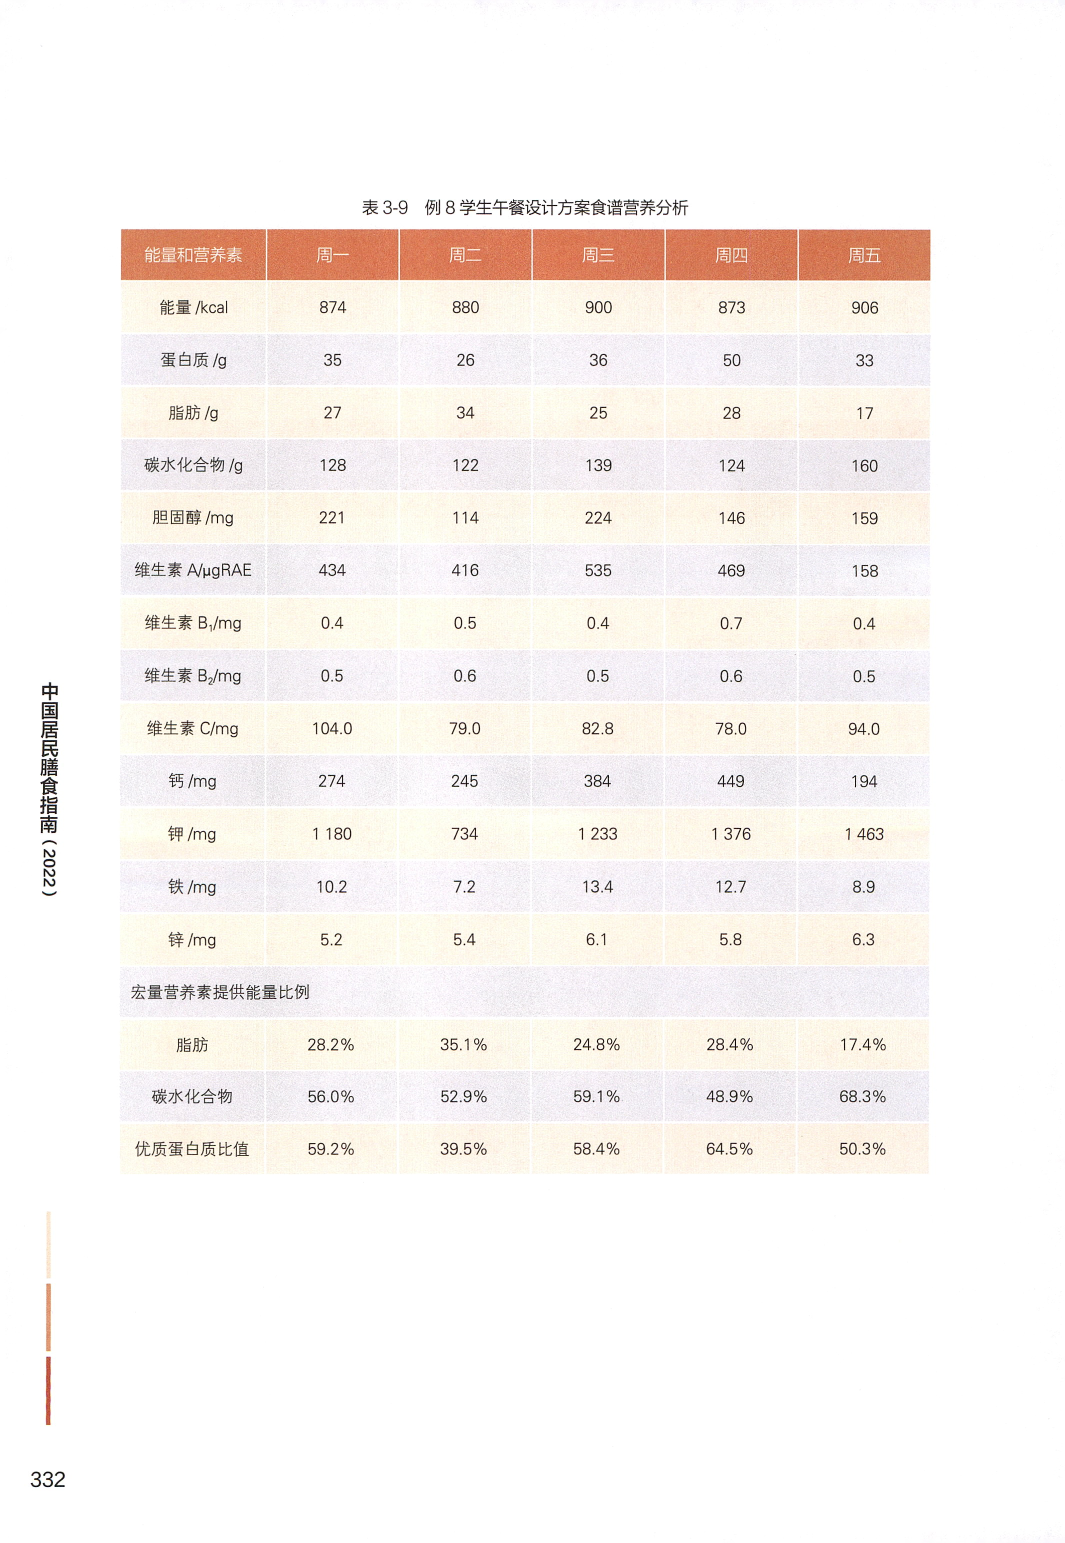 表 3-9 例 8 学生午餐设计方案食谱营养分析
能量和营养素 周一 周二 周三 周四 周五
能量 /kcal 874 880 900 873 906
蛋白质 /g 35 26 36 50 33
脂肪 /g 27 34 25 28 17
碳水化合物 /g 128 122 139 124 160
胆固醇 /mg 221 114 224 146 159
维生素 A/μgRAE 434 416 535 469 158
维生素 B₁/mg 0.4 0.5 0.4 0.7 0.4
维生素 B₂/mg 0.5 0.6 0.5 0.6 0.5
维生素 C/mg 104.0 79.0 82.8 78.0 94.0
钙 /mg 274 245 384 449 194
钾 /mg 1 180 734 1 233 1 376 1 463
铁 /mg 10.2 7.2 13.4 12.7 8.9
锌 /mg 5.2 5.4 6.1 5.8 6.3
宏量营养素提供能量比例
脂肪 28.2% 35.1% 24.8% 28.4% 17.4%
碳水化合物 56.0% 52.9% 59.1% 48.9% 68.3%
优质蛋白质比值 59.2% 39.5% 58.4% 64.5% 50.3%
中国居民膳食指南(2022)
332